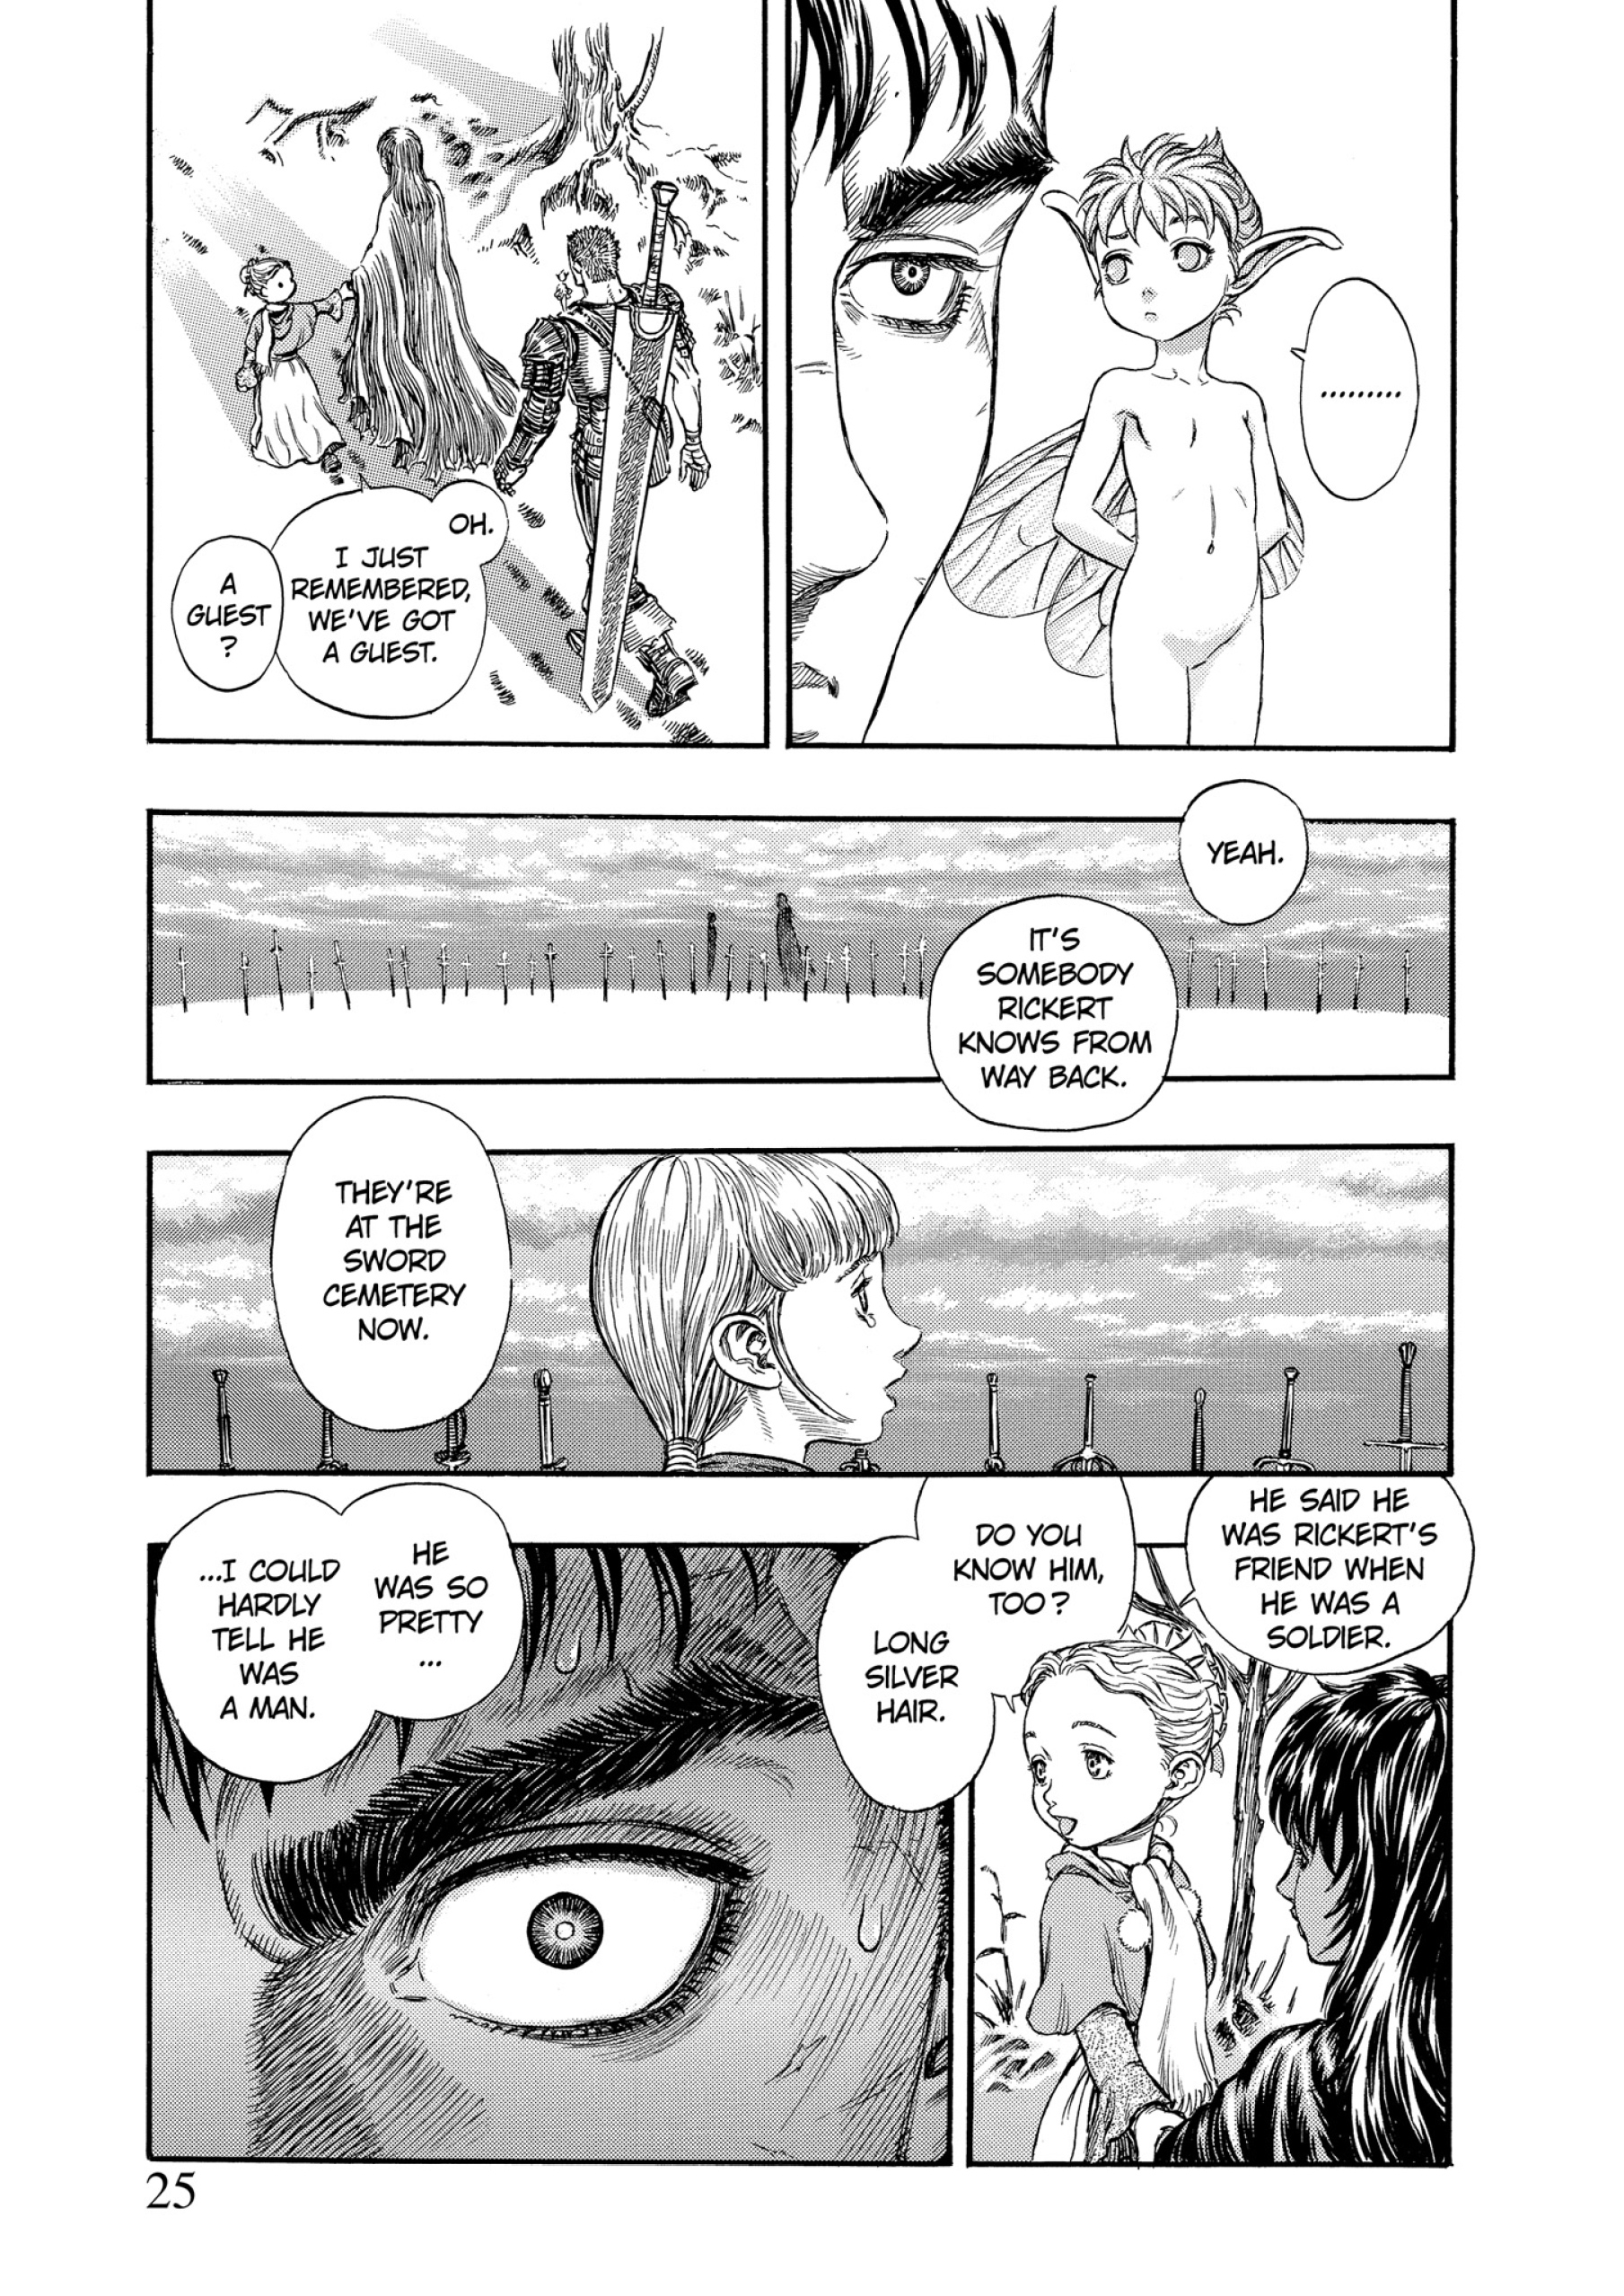 .........
OH.
I JUST
REMEMBERED,
WE'VE GOT
A GUEST.
A
GUEST
?
YEAH.
IT'S
SOMEBODY
RICKERT
KNOWS FROM
WAY BACK.
THEY'RE
AT THE
SWORD
CEMETERY
NOW.
HE SAID HE
WAS RICKERT'S
FRIEND WHEN
HE WAS A
SOLDIER.
DO YOU
KNOW HIM,
TOO?
LONG
SILVER
HAIR.
HE
WAS SO
PRETTY
...
...I COULD
HARDLY
TELL HE
WAS
A MAN.
25